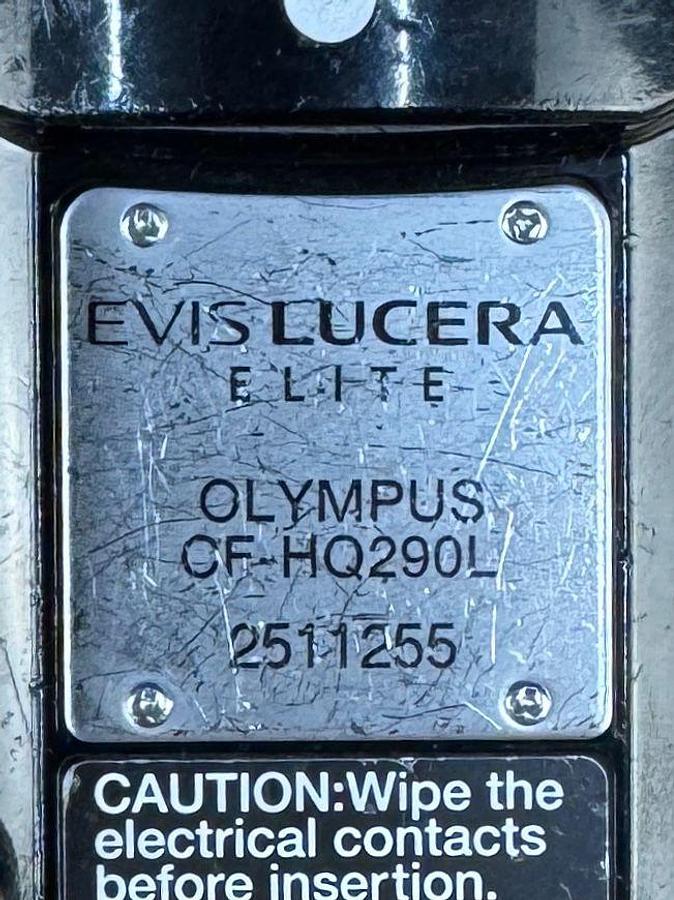 EVIS LUCERA
ELITE
OLYMPUS
CF-HQ290L
2511255
CAUTION:Wipe the
electrical contacts
before insertion.